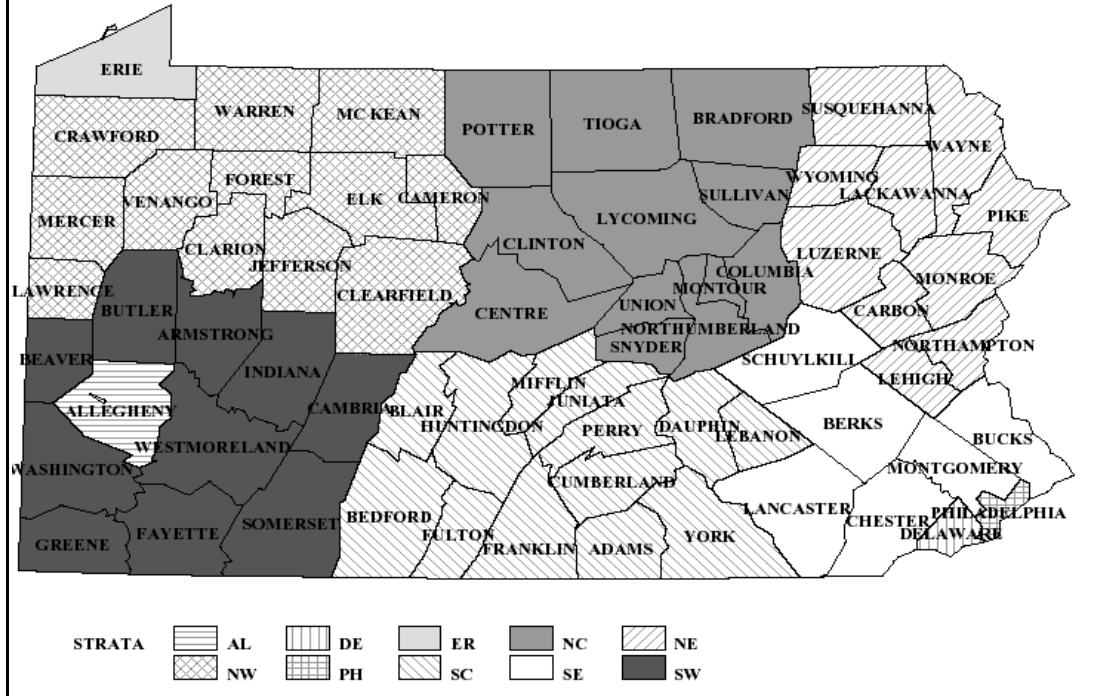 ERIE
WARREN
MC KEAN
POTTER
TIOGA
BRADFORD
SUSQUEHANNA
WAYNE
CRAWFORD
FOREST
ELK
CAMERON
WYOMING
LACKAWANNA
SULLIVAN
PIKE
MERCER
VENANGO
LYCOMING
CLARION
CLINTON
LUZERNE
JEFFERSON
COLUMBIA
MONROE
LAWRENCE
CLEARFIELD
MONTOUR
UNION
BUTLER
CENTRE
CARBON
ARMSTRONG
NORTHUMBERLAND
SNYDER
NORTHAMPTON
BEAVER
INDIANA
SCHUYLKILL
LEHIGH
MIFFLIN
JUNIATA
ALLEGHENY
CAMBRIA
BLAIR
HUNTINGDON
PERRY
DAUPHIN
LEBANON
BERKS
BUCKS
WESTMORELAND
WASHINGTON
CUMBERLAND
MONTGOMERY
LANCASTER
PHILADELPHIA
BEDFORD
SOMERSET
CHESTER
DELAWARE
FAYETTE
FULTON
YORK
GREENE
FRANKLIN
ADAMS
STRATA
AL
DE
ER
NC
NE
NW
PH
SC
SE
SW